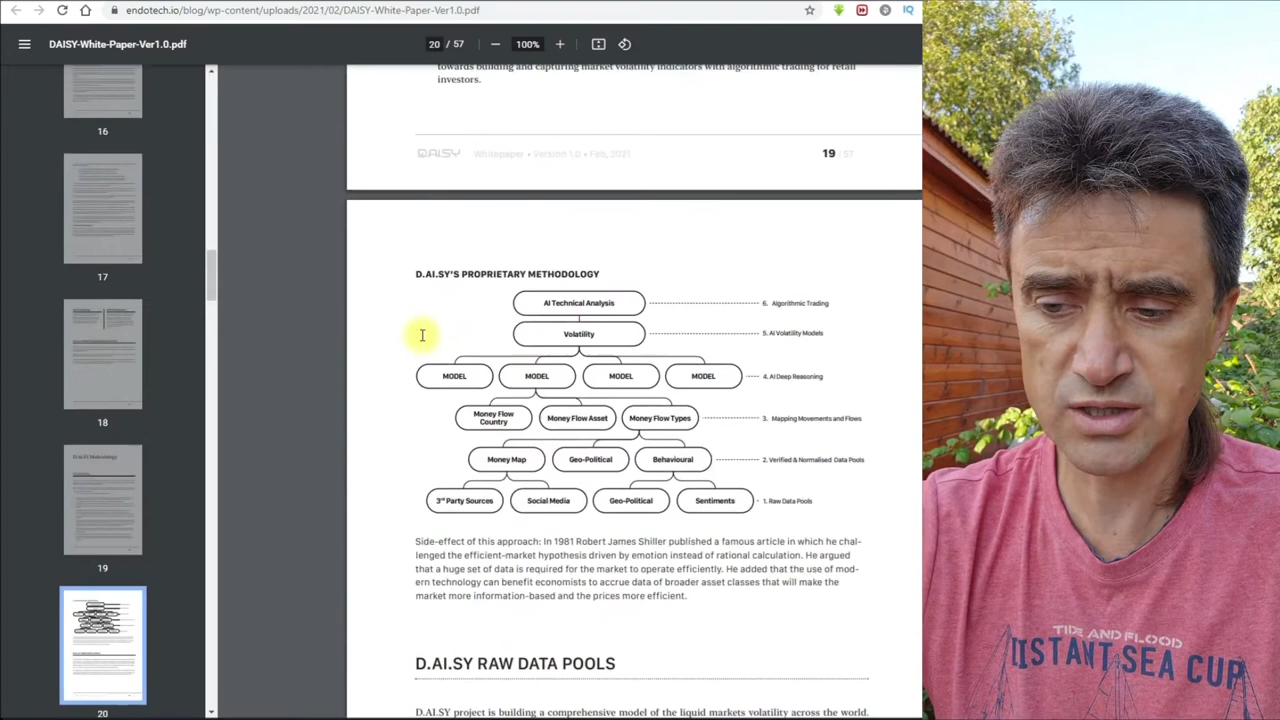 endotech.io/blog/wp-content/uploads/2021/02/DAISY-White-Paper-Ver1.0.pdf
DAISY-White-Paper-Ver1.0.pdf
20 / 57
100%
towards building and capturing market volatility indicators with algorithmic trading for retail
investors.
16
D.AI.SY Whitepaper • Version 1.0 • Feb, 2021
19 / 57
17
D.AI.SY'S PROPRIETARY METHODOLOGY
AI Technical Analysis
6. Algorithmic Trading
Volatility
5. AI Volatility Models
MODEL MODEL MODEL MODEL
4. AI Deep Reasoning
18
Money Flow
Country
Money Flow Asset
Money Flow Types
3. Mapping Movements and Flows
Money Map
Geo-Political
Behavioural
2. Verified & Normalised Data Pools
3rd Party Sources
Social Media
Geo-Political
Sentiments
1. Raw Data Pools
Side-effect of this approach: In 1981 Robert James Shiller published a famous article in which he chal-
lenged the efficient-market hypothesis driven by emotion instead of rational calculation. He argued
that a huge set of data is required for the market to operate efficiently. He added that the use of mod-
ern technology can benefit economists to accrue data of broader asset classes that will make the
market more information-based and the prices more efficient.
19
D.AI.SY RAW DATA POOLS
D.AI.SY project is building a comprehensive model of the liquid markets volatility across the world.
20
TIDE AND FLOOD
DISTANT SEA CUP